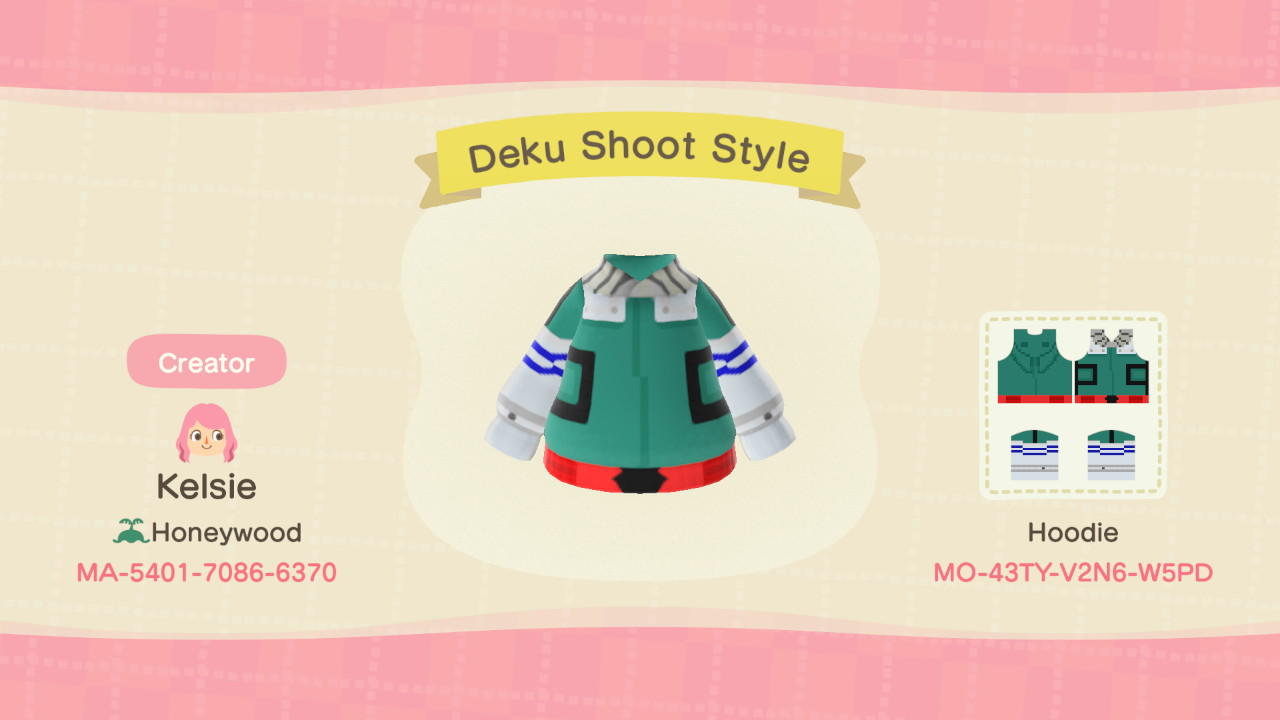 Deku Shoot Style
Creator
Kelsie
Honeywood
MA-5401-7086-6370
Hoodie
MO-43TY-V2N6-W5PD